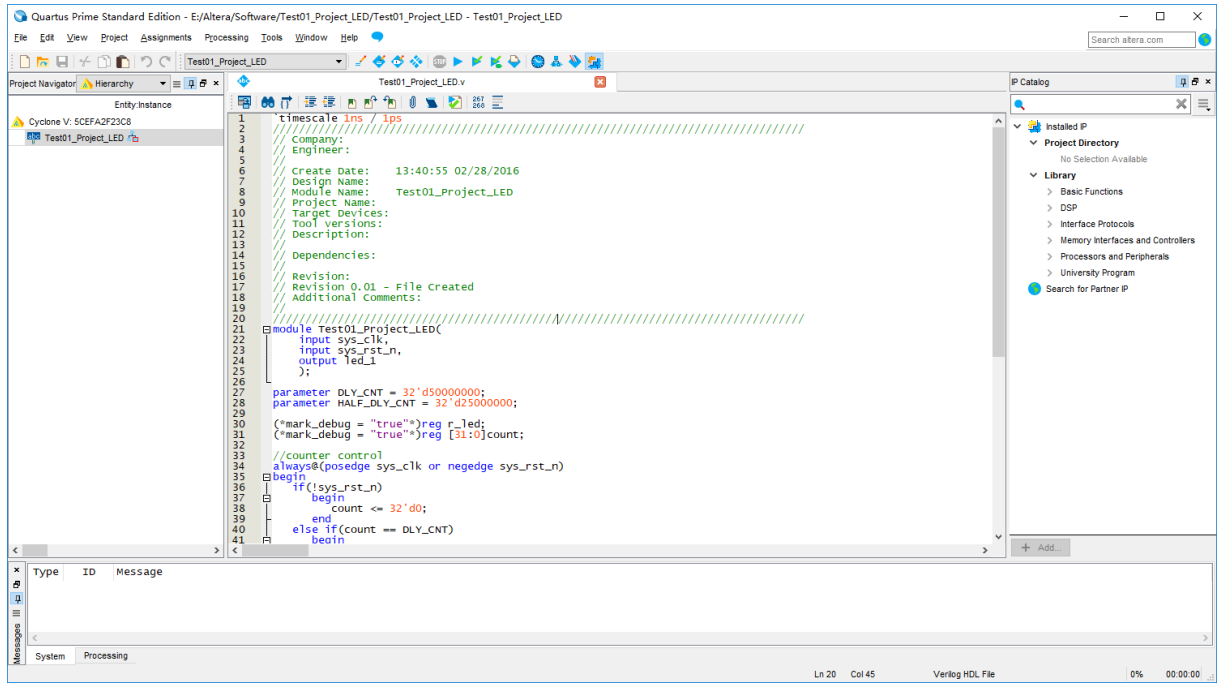 Quartus Prime Standard Edition - E:/Altera/Software/Test01_Project_LED/Test01_Project_LED - Test01_Project_LED
File Edit View Project Assignments Processing Tools Window Help
Search altera.com
Test01_Project_LED
Project Navigator Hierarchy
Entity:Instance
Cyclone V: 5CEFA2F23C8
Test01_Project_LED
Test01_Project_LED.v
267
268
1 `timescale 1ns / 1ps
2 //////////////////////////////////////////////////////////////////////////////////
3 // Company:
4 // Engineer:
5 //
6 // Create Date:    13:40:55 02/28/2016
7 // Design Name:
8 // Module Name:    Test01_Project_LED
9 // Project Name:
10 // Target Devices:
11 // Tool versions:
12 // Description:
13 //
14 // Dependencies:
15 //
16 // Revision:
17 // Revision 0.01 - File Created
18 // Additional Comments:
19 //
20 //////////////////////////////////////////////////////////////////////////////////
21 module Test01_Project_LED(
22     input sys_clk,
23     input sys_rst_n,
24     output led_1
25     );
26
27 parameter DLY_CNT = 32'd50000000;
28 parameter HALF_DLY_CNT = 32'd25000000;
29
30 (*mark_debug = "true"*)reg r_led;
31 (*mark_debug = "true"*)reg [31:0]count;
32
33 //counter control
34 always@(posedge sys_clk or negedge sys_rst_n)
35 begin
36    if(!sys_rst_n)
37       begin
38          count <= 32'd0;
39       end
40    else if(count == DLY_CNT)
41       begin
IP Catalog
Installed IP
Project Directory
No Selection Available
Library
Basic Functions
DSP
Interface Protocols
Memory Interfaces and Controllers
Processors and Peripherals
University Program
Search for Partner IP
+ Add...
Type ID Message
Messages
System Processing
Ln 20 Col 45 Verilog HDL File 0% 00:00:00